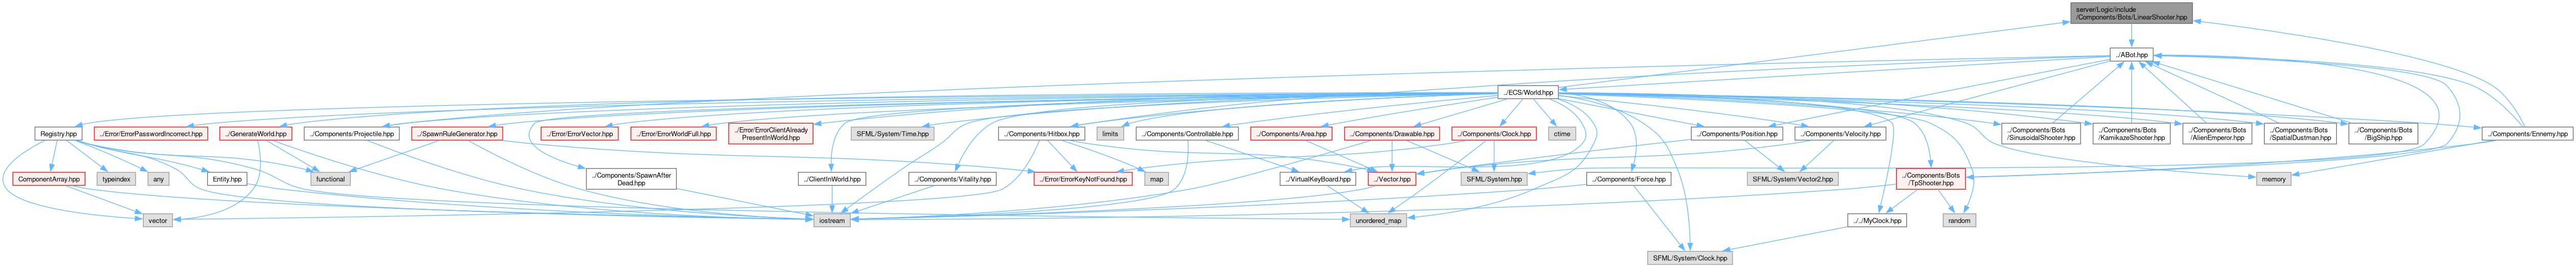 server/Logic/include
/Components/Bots/LinearShooter.hpp
../ABot.hpp
../ECS/World.hpp
Registry.hpp
../Error/ErrorPasswordIncorrect.hpp
../GenerateWorld.hpp
../Components/Projectile.hpp
../SpawnRuleGenerator.hpp
../Error/ErrorVector.hpp
../Error/ErrorWorldFull.hpp
../Error/ErrorClientAlready
PresentInWorld.hpp
SFML/System/Time.hpp
../Components/Hitbox.hpp
limits
../Components/Controllable.hpp
../Components/Area.hpp
../Components/Drawable.hpp
../Components/Clock.hpp
ctime
../Components/Position.hpp
../Components/Velocity.hpp
../Components/Bots
/SinusoidalShooter.hpp
../Components/Bots
/KamikazeShooter.hpp
../Components/Bots
/AlienEmperor.hpp
../Components/Bots
/SpatialDustman.hpp
../Components/Bots
/BigShip.hpp
../Components/Ennemy.hpp
ComponentArray.hpp
typeindex
any
Entity.hpp
functional
../Components/SpawnAfter
Dead.hpp
../ClientInWorld.hpp
../Components/Vitality.hpp
../Error/ErrorKeyNotFound.hpp
map
../VirtualKeyBoard.hpp
../Vector.hpp
SFML/System.hpp
../Components/Force.hpp
SFML/System/Vector2.hpp
../Components/Bots
/TpShooter.hpp
memory
vector
iostream
unordered_map
../../MyClock.hpp
random
SFML/System/Clock.hpp